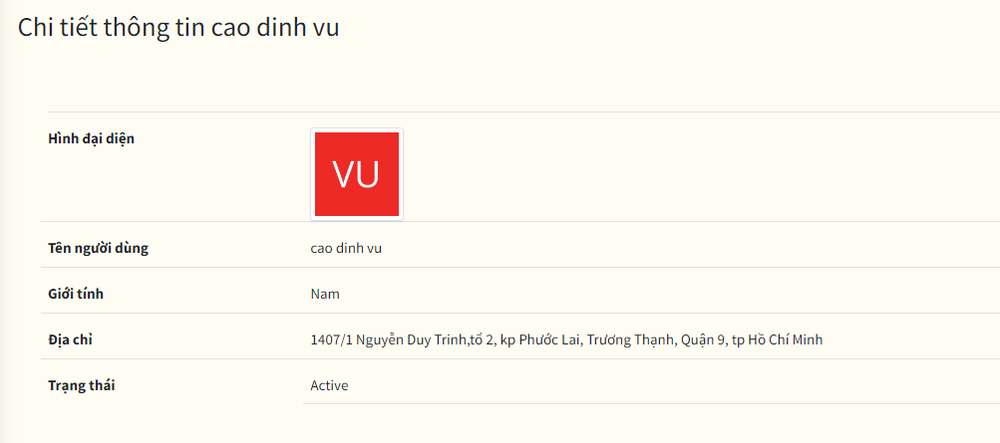 Chi tiết thông tin cao dinh vu
Hình đại diện
VU
Tên người dùng cao dinh vu
Giới tính Nam
Địa chỉ 1407/1 Nguyễn Duy Trinh,tổ 2, kp Phước Lai, Trương Thạnh, Quận 9, tp Hồ Chí Minh
Trạng thái Active